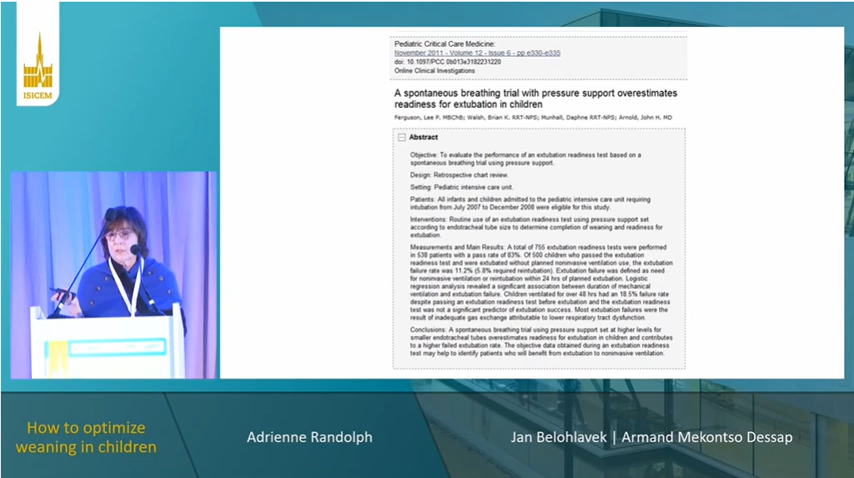 ISICEM
Pediatric Critical Care Medicine:
November 2011 - Volume 12 - Issue 6 - pp e330-e335
doi: 10.1097/PCC.0b013e3182231220
Online Clinical Investigations
A spontaneous breathing trial with pressure support overestimates
readiness for extubation in children
Ferguson, Lee P. MBChB; Walsh, Brian K. RRT-NPS; Munhall, Daphne RRT-NPS; Arnold, John H. MD
Abstract
Objective: To evaluate the performance of an extubation readiness test based on a
spontaneous breathing trial using pressure support.
Design: Retrospective chart review.
Setting: Pediatric intensive care unit.
Patients: All infants and children admitted to the pediatric intensive care unit requiring
intubation from July 2007 to December 2008 were eligible for this study.
Interventions: Routine use of an extubation readiness test using pressure support set
according to endotracheal tube size to determine completion of weaning and readiness for
extubation.
Measurements and Main Results: A total of 755 extubation readiness tests were performed
in 538 patients with a pass rate of 83%. Of 500 children who passed the extubation
readiness test and were extubated without planned noninvasive ventilation use, the extubation
failure rate was 11.2% (5.8% required reintubation). Extubation failure was defined as need
for noninvasive ventilation or reintubation within 24 hrs of planned extubation. Logistic
regression analysis revealed a significant association between duration of mechanical
ventilation and extubation failure. Children ventilated for over 48 hrs had an 18.5% failure rate
despite passing an extubation readiness test before extubation and the extubation readiness
test was not a significant predictor of extubation success. Most extubation failures were the
result of inadequate gas exchange attributable to lower respiratory tract dysfunction.
Conclusions: A spontaneous breathing trial using pressure support set at higher levels for
smaller endotracheal tubes overestimates readiness for extubation in children and contributes
to a higher failed extubation rate. The objective data obtained during an extubation readiness
test may help to identify patients who will benefit from extubation to noninvasive ventilation.
How to optimize
weaning in children
Adrienne Randolph
Jan Belohlavek | Armand Mekontso Dessap